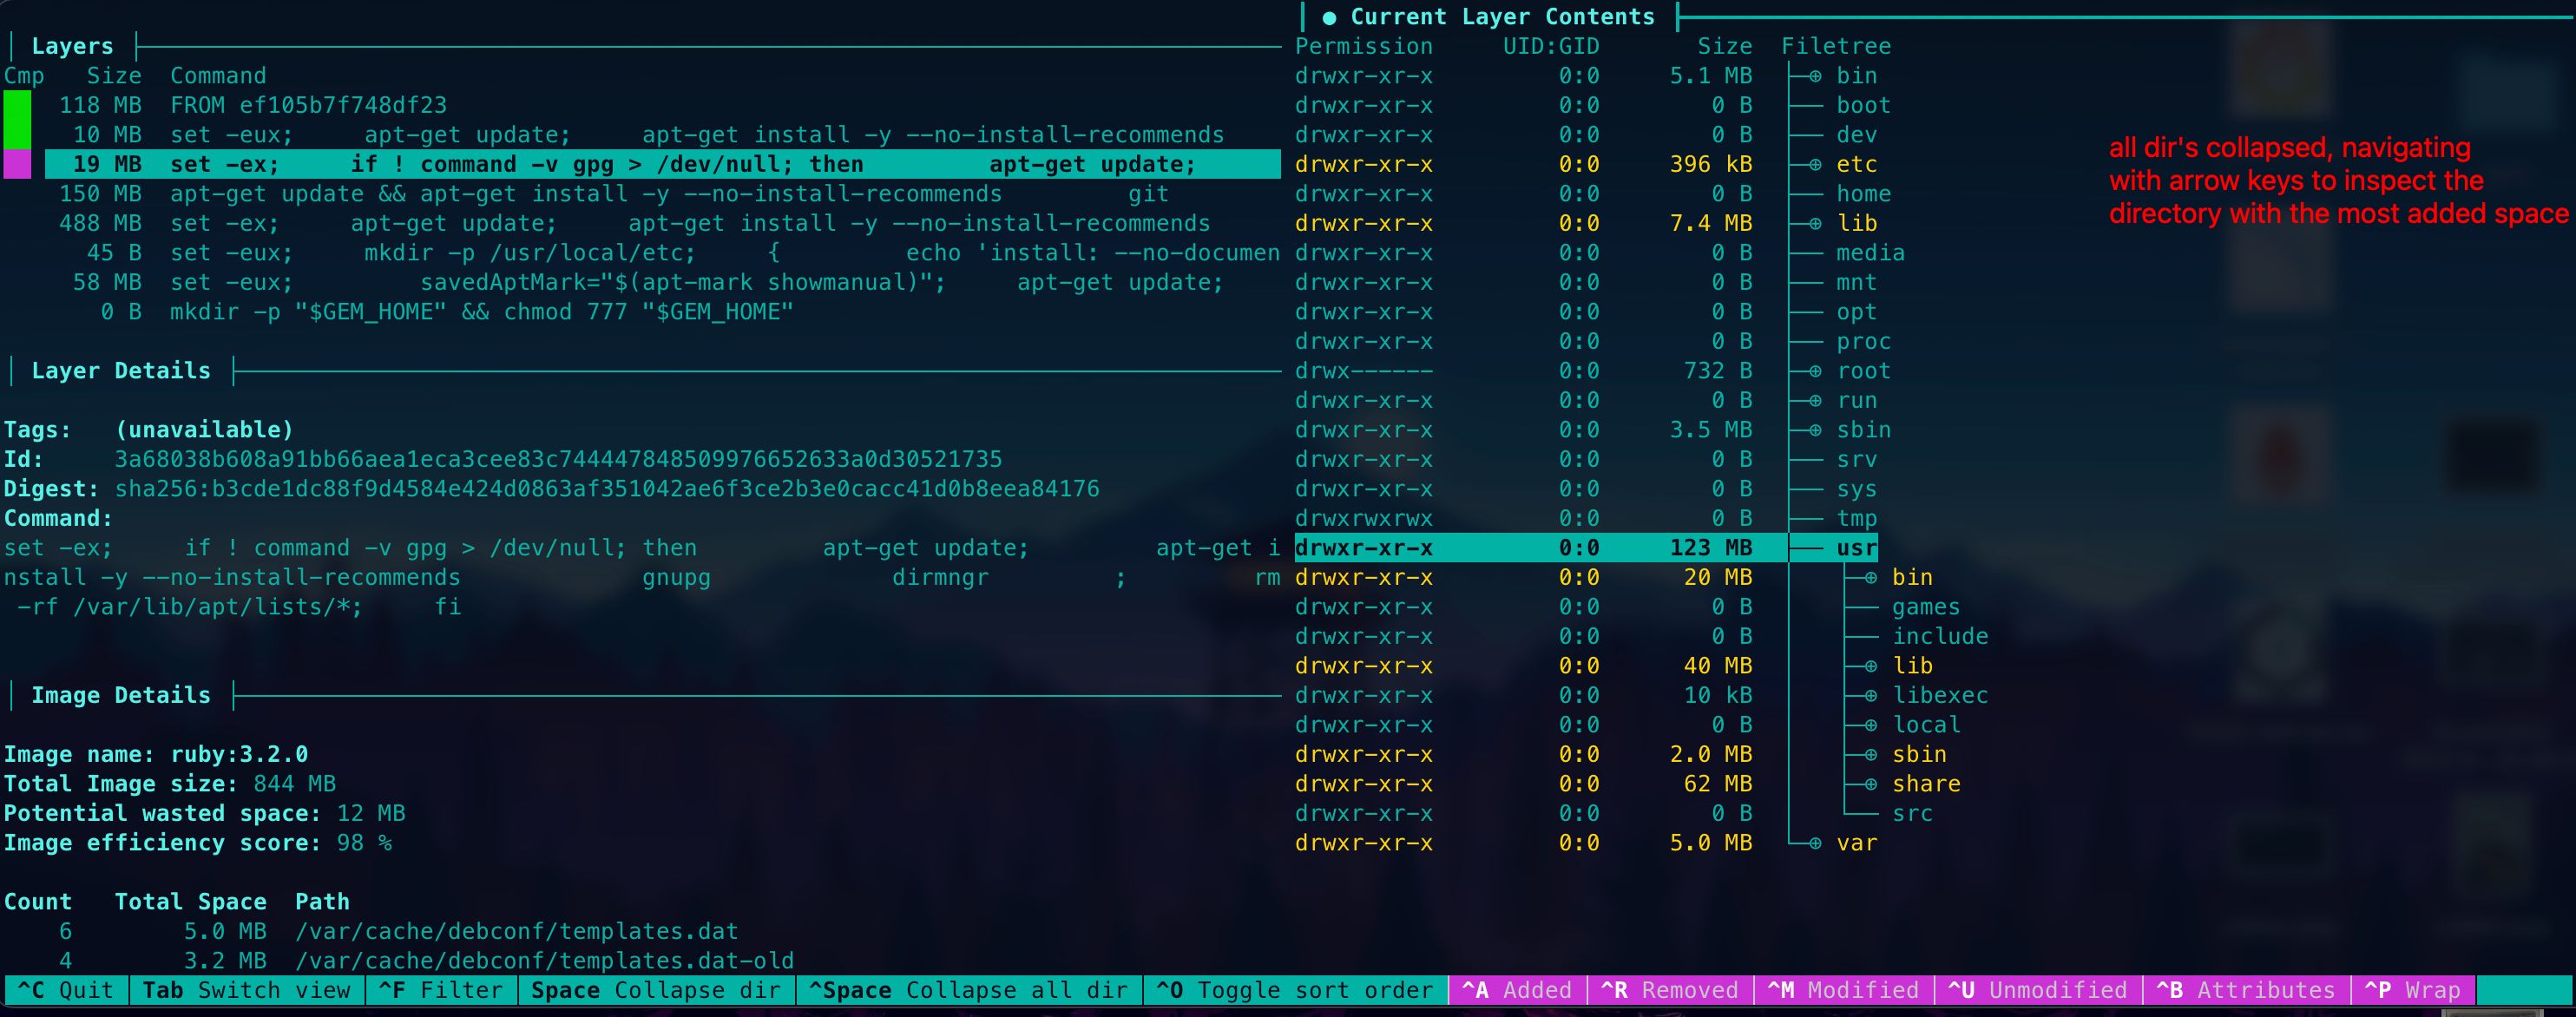 │ Layers ├
Cmp   Size  Command
    118 MB  FROM ef105b7f748df23
     10 MB  set -eux;     apt-get update;     apt-get install -y --no-install-recommends
     19 MB  set -ex;     if ! command -v gpg > /dev/null; then         apt-get update;
    150 MB  apt-get update && apt-get install -y --no-install-recommends         git
    488 MB  set -ex;     apt-get update;     apt-get install -y --no-install-recommends
      45 B  set -eux;     mkdir -p /usr/local/etc;     {         echo 'install: --no-documen
     58 MB  set -eux;         savedAptMark="$(apt-mark showmanual)";     apt-get update;
       0 B  mkdir -p "$GEM_HOME" && chmod 777 "$GEM_HOME"
│ Layer Details ├
Tags:   (unavailable)
Id:     3a68038b608a91bb66aea1eca3cee83c744447848509976652633a0d30521735
Digest: sha256:b3cde1dc88f9d4584e424d0863af351042ae6f3ce2b3e0cacc41d0b8eea84176
Command:
set -ex;     if ! command -v gpg > /dev/null; then         apt-get update;         apt-get i
nstall -y --no-install-recommends             gnupg             dirmngr         ;         rm
 -rf /var/lib/apt/lists/*;     fi
│ Image Details ├
Image name: ruby:3.2.0
Total Image size: 844 MB
Potential wasted space: 12 MB
Image efficiency score: 98 %
Count   Total Space  Path
    6        5.0 MB  /var/cache/debconf/templates.dat
    4        3.2 MB  /var/cache/debconf/templates.dat-old
│ ● Current Layer Contents ├
Permission     UID:GID       Size  Filetree
drwxr-xr-x         0:0     5.1 MB  ├─⊕ bin
drwxr-xr-x         0:0        0 B  ├── boot
drwxr-xr-x         0:0        0 B  ├── dev
drwxr-xr-x         0:0     396 kB  ├─⊕ etc
drwxr-xr-x         0:0        0 B  ├── home
drwxr-xr-x         0:0     7.4 MB  ├─⊕ lib
drwxr-xr-x         0:0        0 B  ├── media
drwxr-xr-x         0:0        0 B  ├── mnt
drwxr-xr-x         0:0        0 B  ├── opt
drwxr-xr-x         0:0        0 B  ├── proc
drwx------         0:0      732 B  ├─⊕ root
drwxr-xr-x         0:0        0 B  ├─⊕ run
drwxr-xr-x         0:0     3.5 MB  ├─⊕ sbin
drwxr-xr-x         0:0        0 B  ├── srv
drwxr-xr-x         0:0        0 B  ├── sys
drwxrwxrwx         0:0        0 B  ├── tmp
drwxr-xr-x         0:0     123 MB  ├── usr
drwxr-xr-x         0:0      20 MB  │   ├─⊕ bin
drwxr-xr-x         0:0        0 B  │   ├── games
drwxr-xr-x         0:0        0 B  │   ├── include
drwxr-xr-x         0:0      40 MB  │   ├─⊕ lib
drwxr-xr-x         0:0      10 kB  │   ├─⊕ libexec
drwxr-xr-x         0:0        0 B  │   ├─⊕ local
drwxr-xr-x         0:0     2.0 MB  │   ├─⊕ sbin
drwxr-xr-x         0:0      62 MB  │   ├─⊕ share
drwxr-xr-x         0:0        0 B  │   └── src
drwxr-xr-x         0:0     5.0 MB  └─⊕ var
all dir's collapsed, navigating
with arrow keys to inspect the
directory with the most added space
^C Quit │ Tab Switch view │ ^F Filter │ Space Collapse dir │ ^Space Collapse all dir │ ^O Toggle sort order │ ^A Added │ ^R Removed │ ^M Modified │ ^U Unmodified │ ^B Attributes │ ^P Wrap │